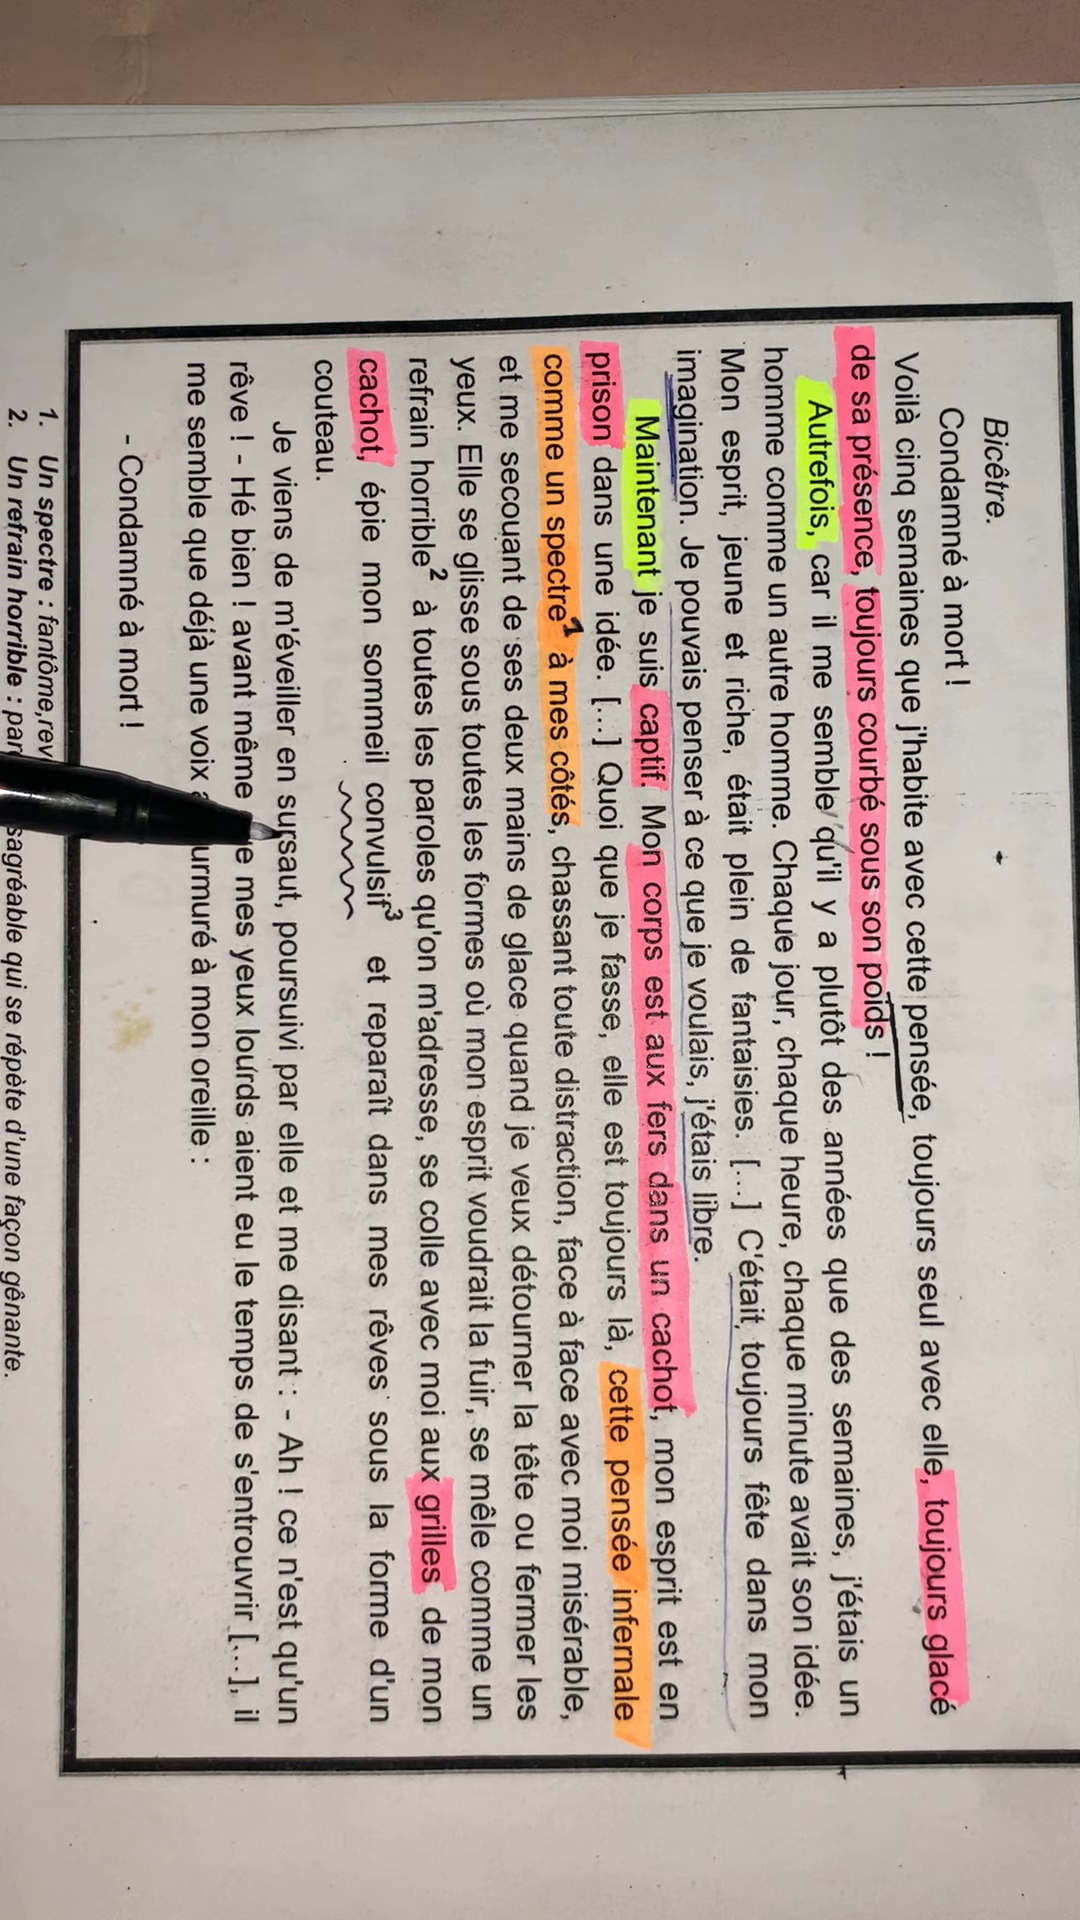 Bicêtre.
Condamné à mort !
Voilà cinq semaines que j'habite avec cette pensée, toujours seul avec elle, toujours glacé
de sa présence, toujours courbé sous son poids !
Autrefois, car il me semble qu'il y a plutôt des années que des semaines, j'étais un
homme comme un autre homme. Chaque jour, chaque heure, chaque minute avait son idée.
Mon esprit, jeune et riche, était plein de fantaisies. [...] C'était toujours fête dans mon
imagination. Je pouvais penser à ce que je voulais, j'étais libre.
Maintenant je suis captif. Mon corps est aux fers dans un cachot, mon esprit est en
prison dans une idée. [...] Quoi que je fasse, elle est toujours là, cette pensée infernale
comme un spectre1 à mes côtés, chassant toute distraction, face à face avec moi misérable,
et me secouant de ses deux mains de glace quand je veux détourner la tête ou fermer les
yeux. Elle se glisse sous toutes les formes où mon esprit voudrait la fuir, se mêle comme un
refrain horrible2 à toutes les paroles qu'on m'adresse, se colle avec moi aux grilles de mon
cachot, épie mon sommeil convulsif3 et reparaît dans mes rêves sous la forme d'un
couteau.
Je viens de m'éveiller en sursaut, poursuivi par elle et me disant : - Ah ! ce n'est qu'un
rêve ! - Hé bien ! avant même mes yeux lourds aient eu le temps de s'entrouvrir [...], il
me semble que déjà une voix urmuré à mon oreille :
- Condamné à mort !
1. Un spectre : fantôme,rev
2. Un refrain horrible : par sagréable qui se répète d'une façon gênante.